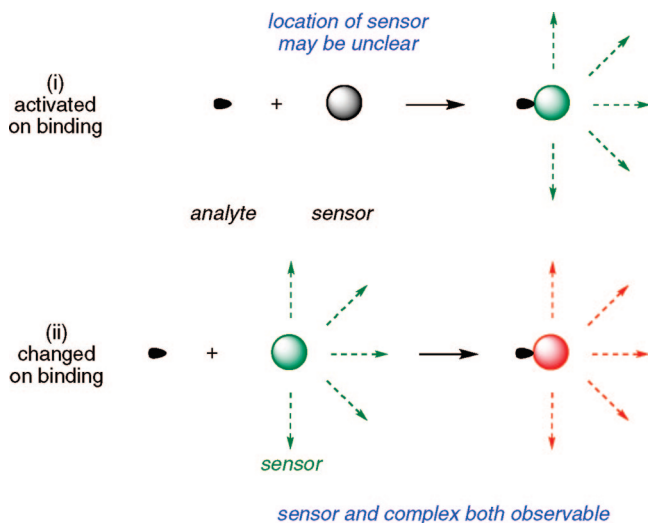 location of sensor
may be unclear
(i)
activated
on binding
+
analyte
sensor
(ii)
changed
on binding
+
sensor
sensor and complex both observable